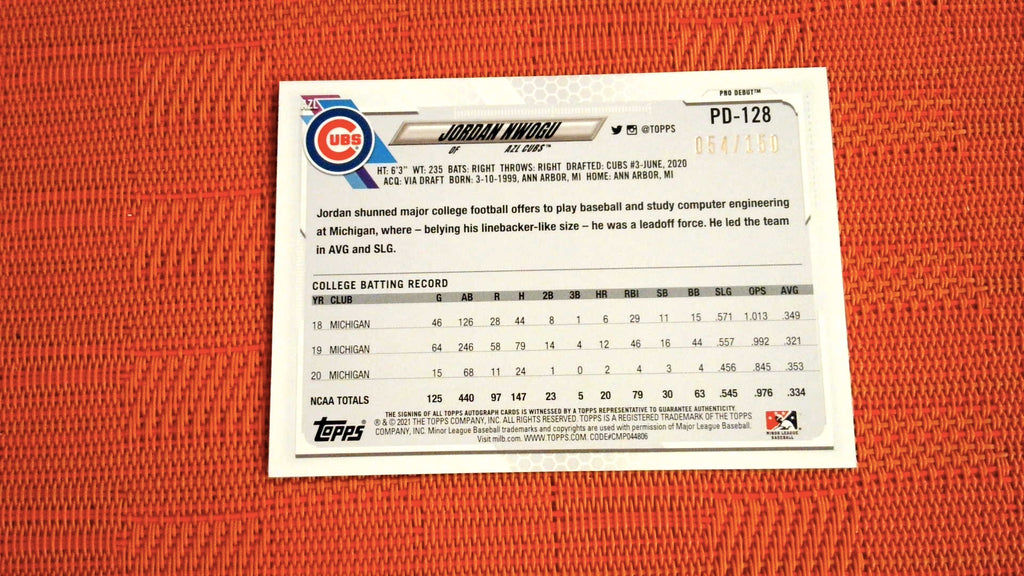 PRO DEBUT™
AZL
CUBS
JORDAN NWOGU
@TOPPS
PD-128
OF AZL CUBS™
054/150
HT: 6'3" WT: 235 BATS: RIGHT THROWS: RIGHT DRAFTED: CUBS #3-JUNE, 2020
ACQ: VIA DRAFT BORN: 3-10-1999, ANN ARBOR, MI HOME: ANN ARBOR, MI
Jordan shunned major college football offers to play baseball and study computer engineering
at Michigan, where – belying his linebacker-like size – he was a leadoff force. He led the team
in AVG and SLG.
COLLEGE BATTING RECORD
YR CLUB G AB R H 2B 3B HR RBI SB BB SLG OPS AVG
18 MICHIGAN 46 126 28 44 8 1 6 29 11 15 .571 1.013 .349
19 MICHIGAN 64 246 58 79 14 4 12 46 16 44 .557 .992 .321
20 MICHIGAN 15 68 11 24 1 0 2 4 3 4 .456 .845 .353
NCAA TOTALS 125 440 97 147 23 5 20 79 30 63 .545 .976 .334
THE SIGNING OF ALL TOPPS AUTOGRAPH CARDS IS WITNESSED BY A TOPPS REPRESENTATIVE TO GUARANTEE AUTHENTICITY.
® & © 2021 THE TOPPS COMPANY, INC. ALL RIGHTS RESERVED. TOPPS IS A REGISTERED TRADEMARK OF THE TOPPS
COMPANY, INC. Minor League Baseball trademarks and copyrights are used with permission of Major League Baseball.
Visit milb.com. WWW.TOPPS.COM. CODE#CMP044806
Topps
MINOR LEAGUE
BASEBALL